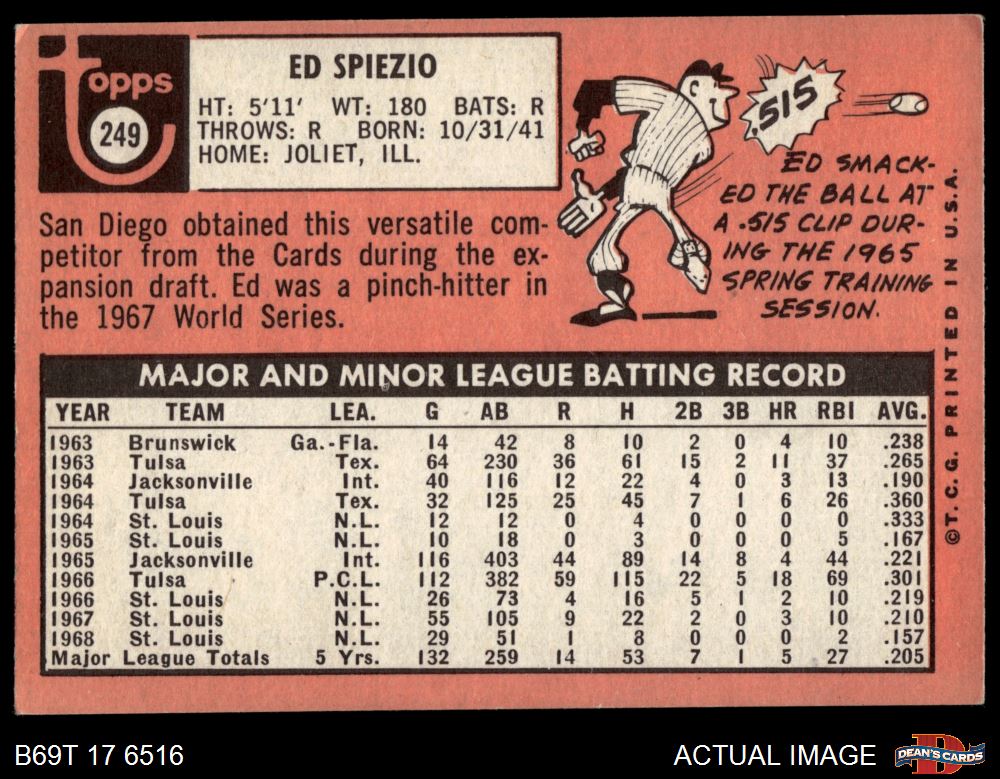 topps
249
ED SPIEZIO
HT: 5'11' WT: 180 BATS: R
THROWS: R BORN: 10/31/41
HOME: JOLIET, ILL.
San Diego obtained this versatile com-
petitor from the Cards during the ex-
pansion draft. Ed was a pinch-hitter in
the 1967 World Series.
.515
ED SMACK-
ED THE BALL AT
A .515 CLIP DUR-
ING THE 1965
SPRING TRAINING
SESSION.
MAJOR AND MINOR LEAGUE BATTING RECORD
YEAR TEAM LEA. G AB R H 2B 3B HR RBI AVG.
1963 Brunswick Ga.-Fla. 14 42 8 10 2 0 4 10 .238
1963 Tulsa Tex. 64 230 36 61 15 2 11 37 .265
1964 Jacksonville Int. 40 116 12 22 4 0 3 13 .190
1964 Tulsa Tex. 32 125 25 45 7 1 6 26 .360
1964 St. Louis N.L. 12 12 0 4 0 0 0 0 .333
1965 St. Louis N.L. 10 18 0 3 0 0 0 5 .167
1965 Jacksonville Int. 116 403 44 89 14 8 4 44 .221
1966 Tulsa P.C.L. 112 382 59 115 22 5 18 69 .301
1966 St. Louis N.L. 26 73 4 16 5 1 2 10 .219
1967 St. Louis N.L. 55 105 9 22 2 0 3 10 .210
1968 St. Louis N.L. 29 51 1 8 0 0 0 2 .157
Major League Totals 5 Yrs. 132 259 14 53 7 1 5 27 .205
©T. C. G. PRINTED IN U.S.A.
B69T 17 6516
ACTUAL IMAGE
DEAN'S CARDS